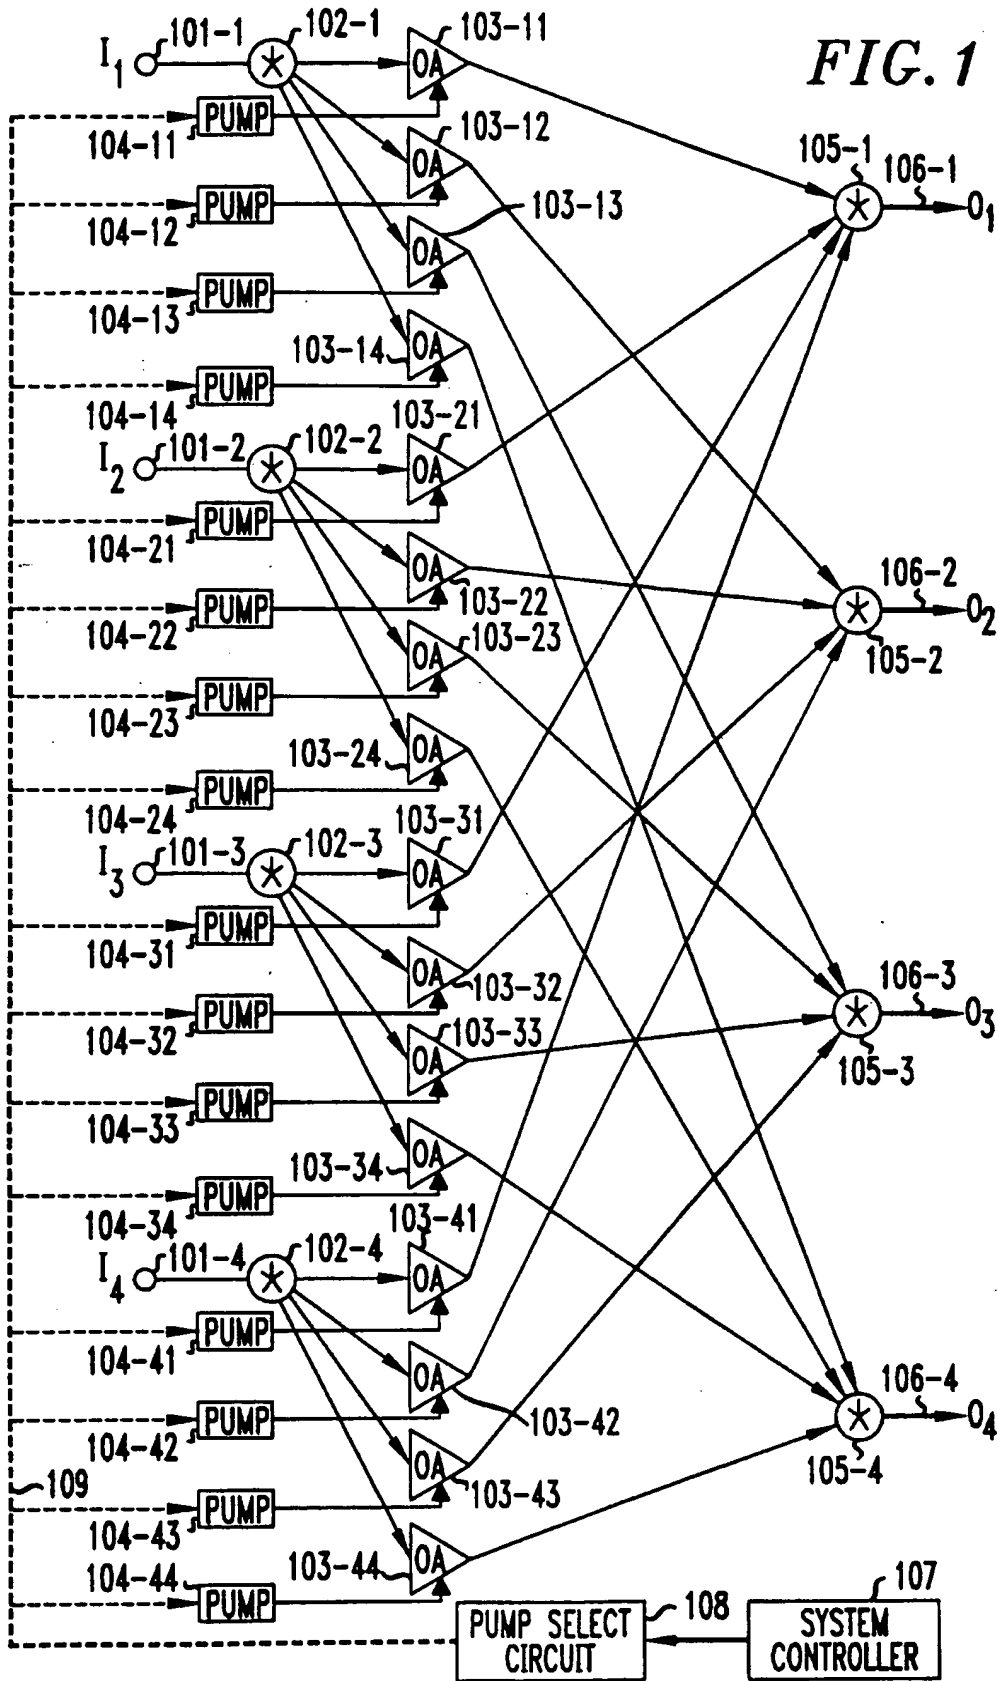 FIG. 1
I1 101-1 102-1 103-11
OA
PUMP
104-11
103-12
OA
105-1 106-1
* O1
PUMP
104-12
103-13
OA
PUMP
104-13
OA
103-14
PUMP
104-14
103-21
I2 101-2 102-2
OA
PUMP
104-21
OA
103-22
106-2
* O2
105-2
PUMP
104-22
103-23
OA
PUMP
104-23
103-24
OA
PUMP
104-24
103-31
I3 101-3 102-3
OA
PUMP
104-31
OA
103-32
106-3
* O3
105-3
PUMP
104-32
103-33
OA
PUMP
104-33
OA
103-34
PUMP
104-34
103-41
I4 101-4 102-4
OA
PUMP
104-41
OA
103-42
106-4
* O4
105-4
PUMP
104-42
OA
103-43
109
PUMP
104-43
OA
103-44
104-44
PUMP
108
PUMP SELECT
CIRCUIT
107
SYSTEM
CONTROLLER